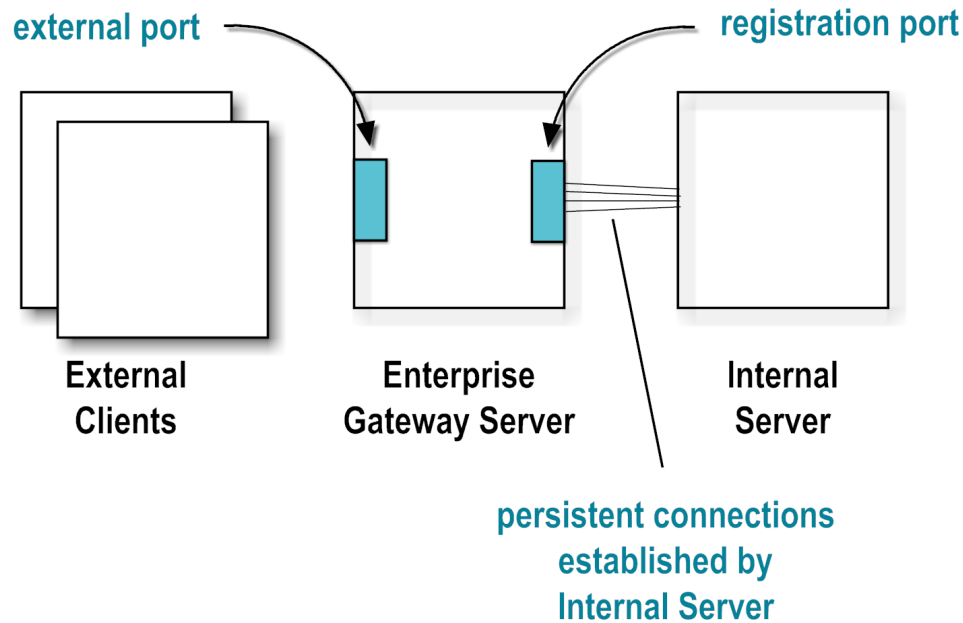 external port
registration port
External
Clients
Enterprise
Gateway Server
Internal
Server
persistent connections
established by
Internal Server